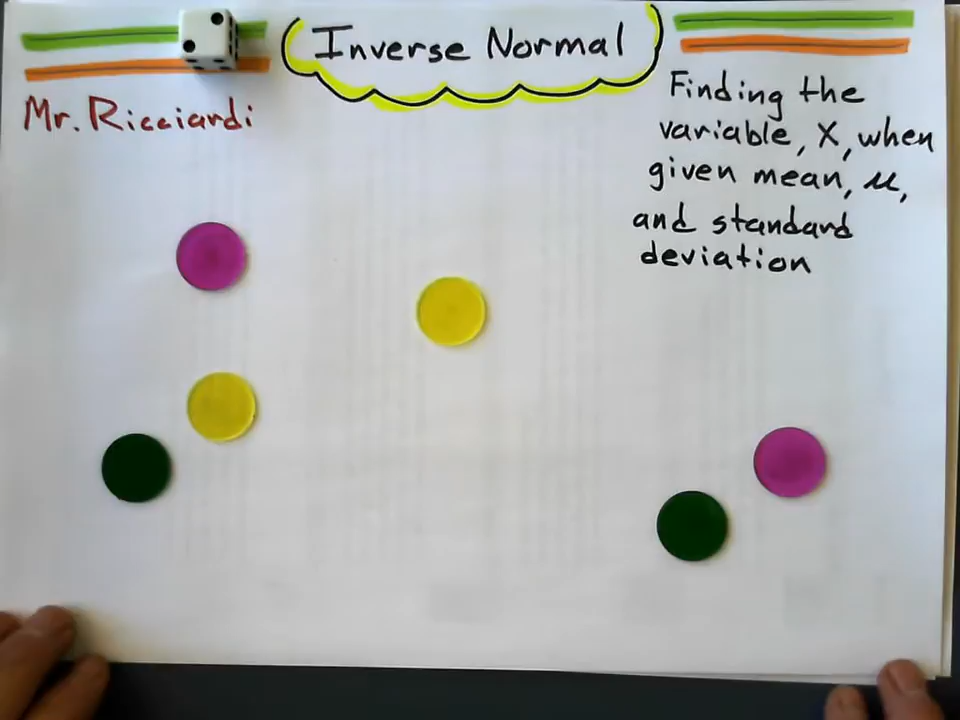 Inverse Normal
Mr. Ricciardi
Finding the
variable, X, when
given mean, μ,
and standard
deviation